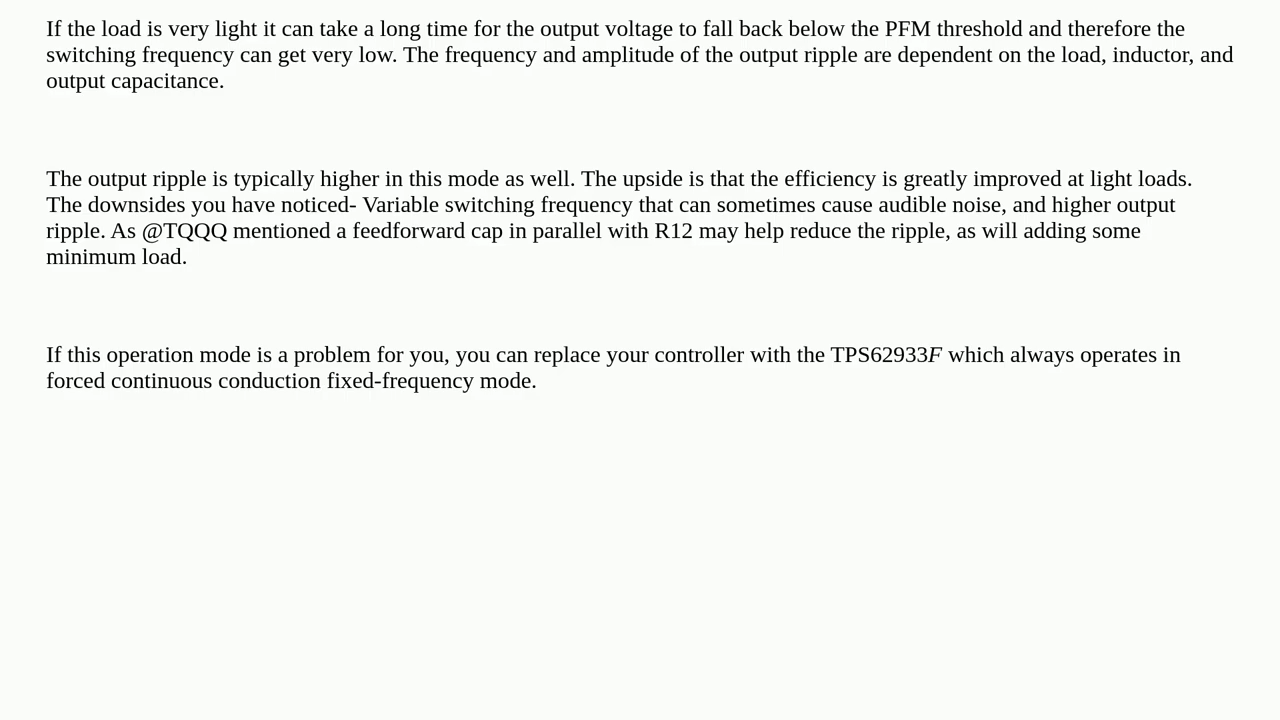 If the load is very light it can take a long time for the output voltage to fall back below the PFM threshold and therefore the
switching frequency can get very low. The frequency and amplitude of the output ripple are dependent on the load, inductor, and
output capacitance.
The output ripple is typically higher in this mode as well. The upside is that the efficiency is greatly improved at light loads.
The downsides you have noticed- Variable switching frequency that can sometimes cause audible noise, and higher output
ripple. As @TQQQ mentioned a feedforward cap in parallel with R12 may help reduce the ripple, as will adding some
minimum load.
If this operation mode is a problem for you, you can replace your controller with the TPS62933F which always operates in
forced continuous conduction fixed-frequency mode.